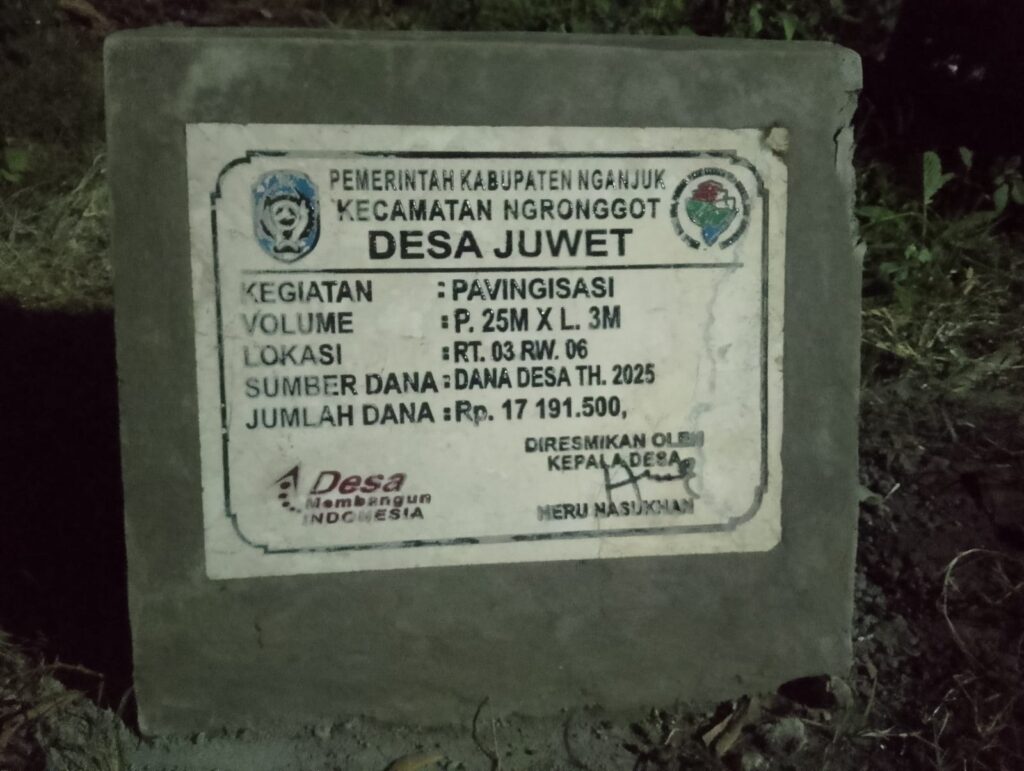 PEMERINTAH KABUPATEN NGANJUK
KECAMATAN NGRONGGOT
DESA JUWET
KEGIATAN : PAVINGISASI
VOLUME : P. 25M X L. 3M
LOKASI : RT. 03 RW. 06
SUMBER DANA : DANA DESA TH. 2025
JUMLAH DANA : Rp. 17 191.500,
DIRESMIKAN OLEH
KEPALA DESA
HERU NASUKHAN
Desa
Membangun
INDONESIA